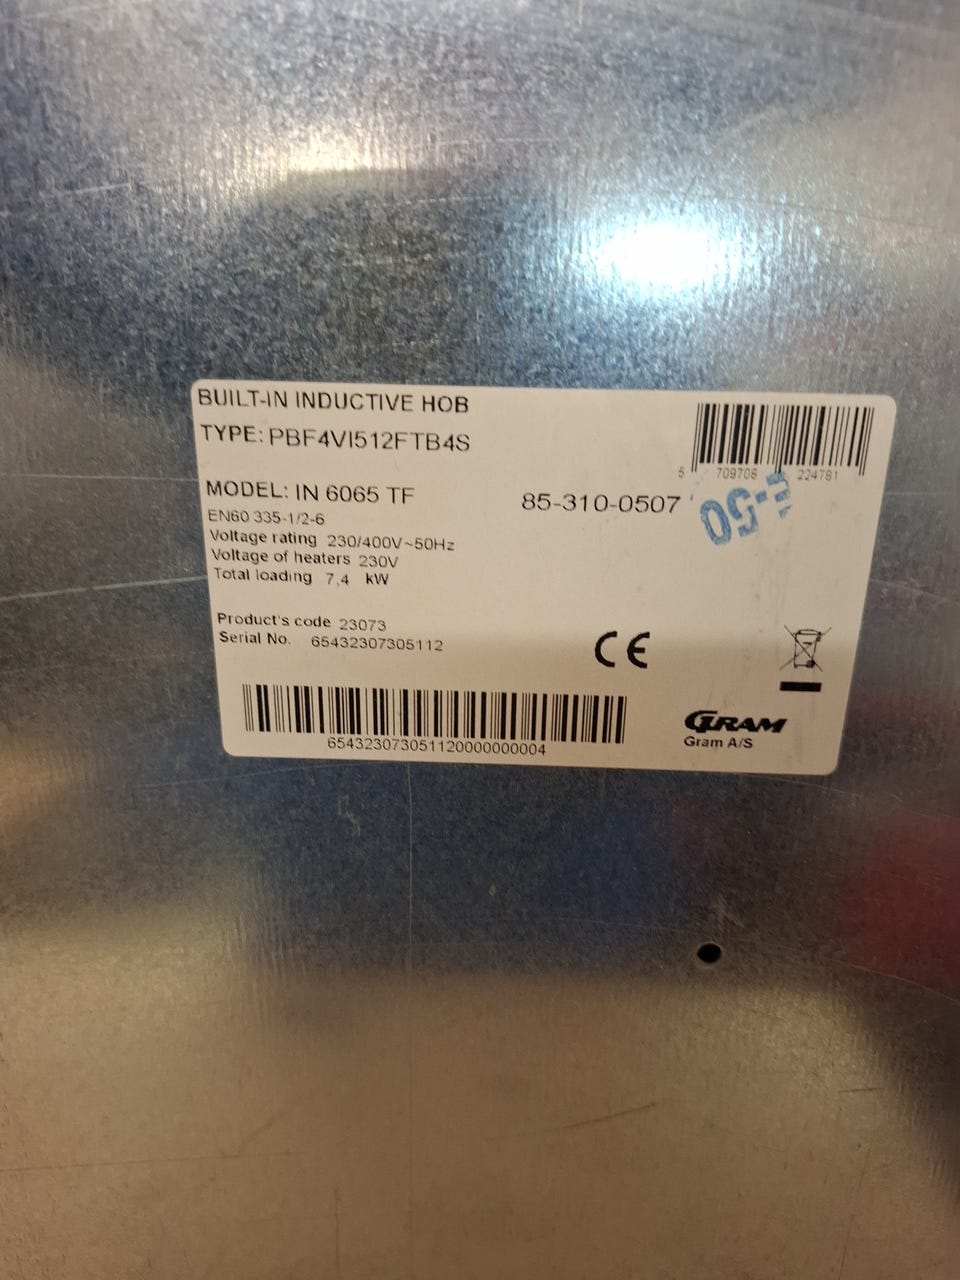 BUILT-IN INDUCTIVE HOB
TYPE: PBF4VI512FTB4S
5 709708 224781
MODEL: IN 6065 TF
85-310-0507
EN60 335-1/2-6
Voltage rating 230/400V~50Hz
Voltage of heaters 230V
Total loading 7,4 kW
Product's code 23073
Serial No. 65432307305112
CE
654323073051120000000004
GRAM
Gram A/S